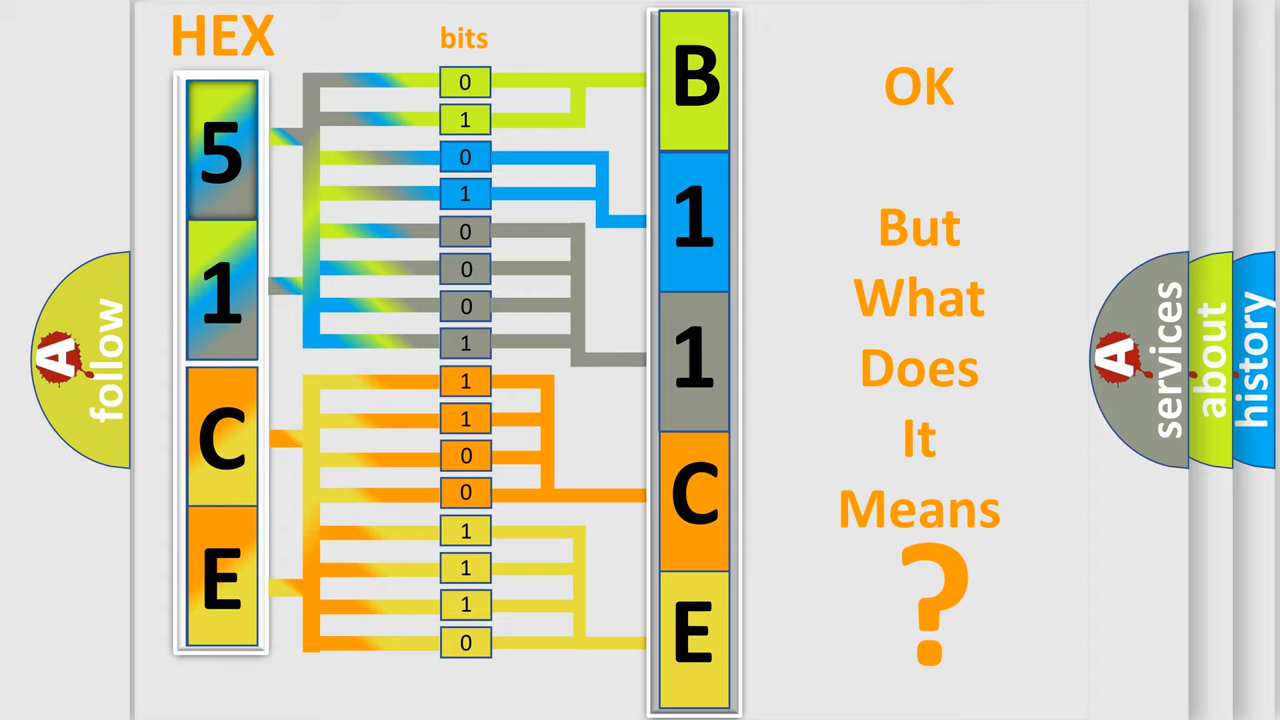 HEX
bits
5
1
C
E
0
1
0
1
0
0
0
1
1
1
0
0
1
1
1
0
B
1
1
C
E
OK
But
What
Does
It
Means
?
A
follow
A
services
about
history